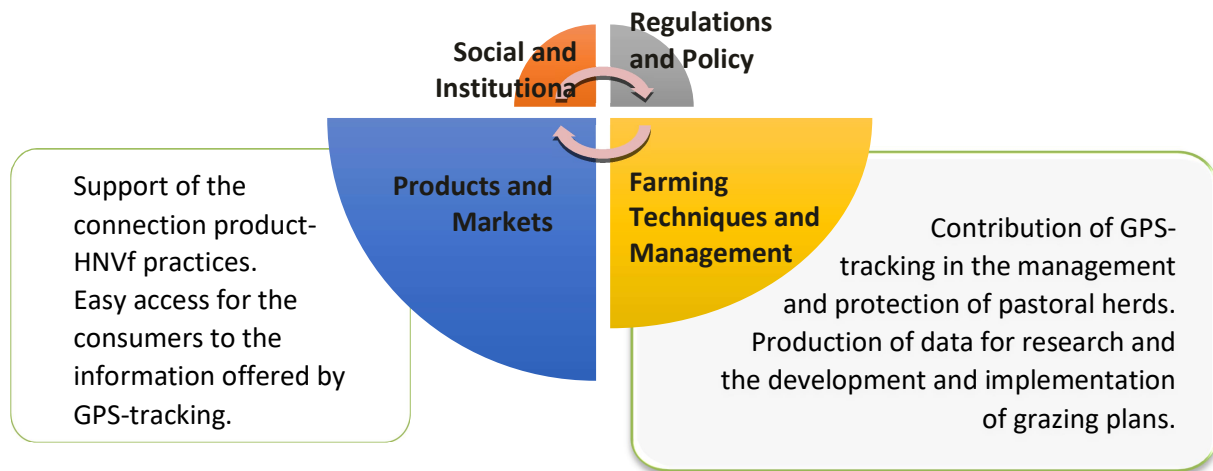 Social and
Institutiona
Regulations
and Policy
Products and
Markets
Farming
Techniques and
Management
Support of the
connection product-
HNVf practices.
Easy access for the
consumers to the
information offered by
GPS-tracking.
Contribution of GPS-
tracking in the management
and protection of pastoral herds.
Production of data for research and
the development and implementation
of grazing plans.